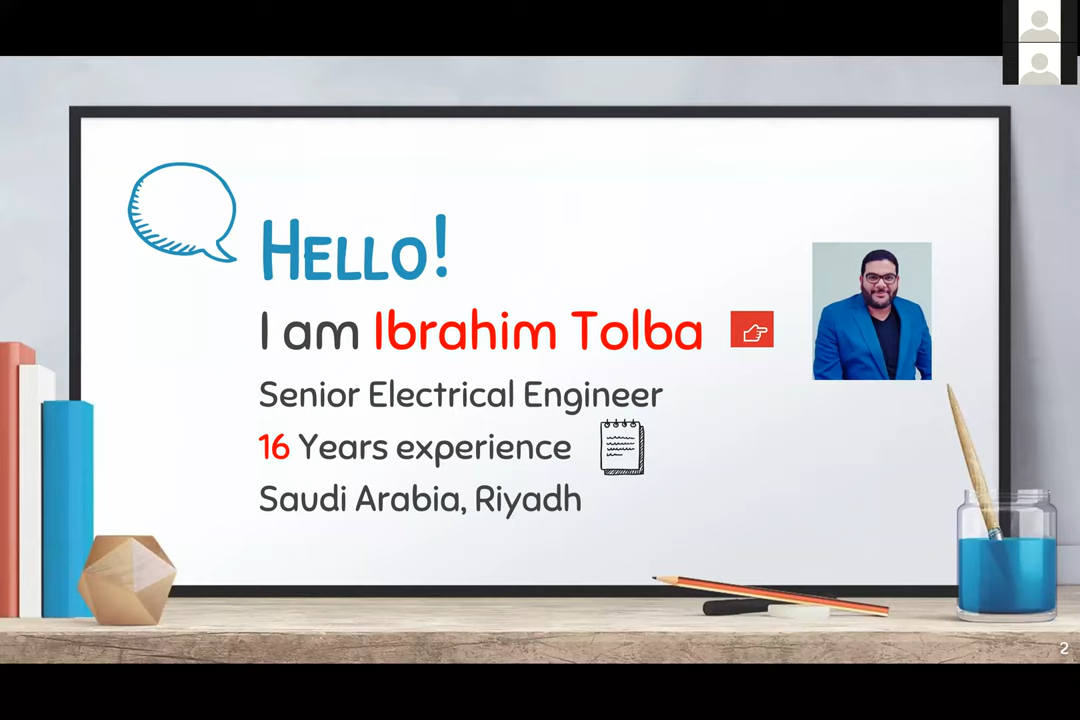 Hello!
I am Ibrahim Tolba
Senior Electrical Engineer
16 Years experience
Saudi Arabia, Riyadh
2